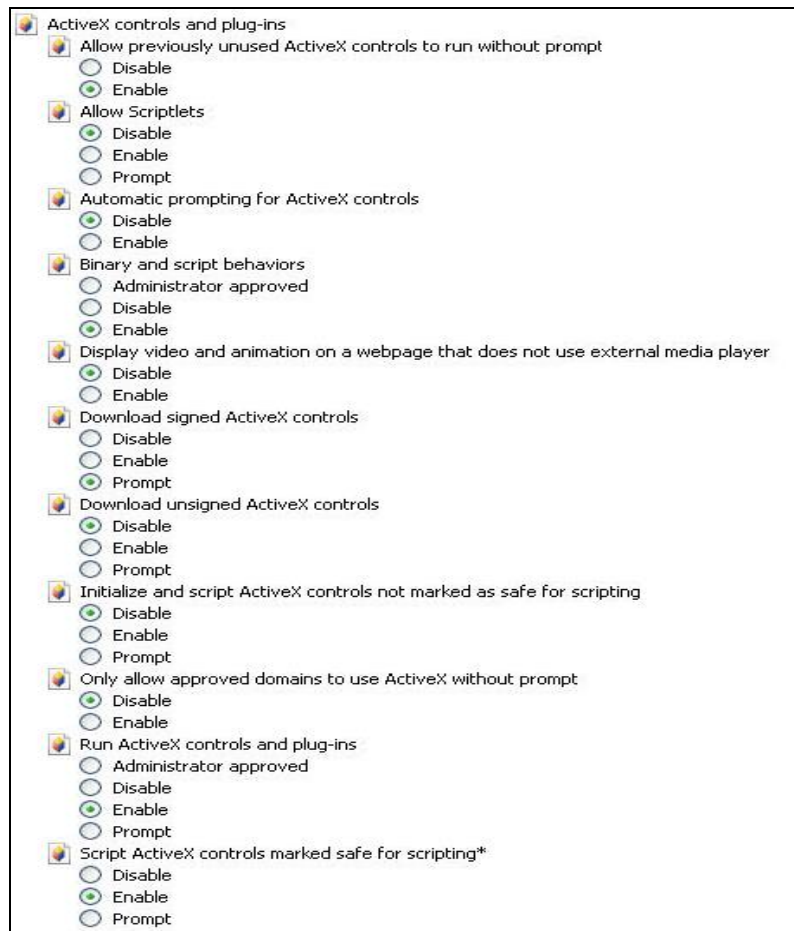 ActiveX controls and plug-ins
Allow previously unused ActiveX controls to run without prompt
Disable
Enable
Allow Scriptlets
Disable
Enable
Prompt
Automatic prompting for ActiveX controls
Disable
Enable
Binary and script behaviors
Administrator approved
Disable
Enable
Display video and animation on a webpage that does not use external media player
Disable
Enable
Download signed ActiveX controls
Disable
Enable
Prompt
Download unsigned ActiveX controls
Disable
Enable
Prompt
Initialize and script ActiveX controls not marked as safe for scripting
Disable
Enable
Prompt
Only allow approved domains to use ActiveX without prompt
Disable
Enable
Run ActiveX controls and plug-ins
Administrator approved
Disable
Enable
Prompt
Script ActiveX controls marked safe for scripting*
Disable
Enable
Prompt